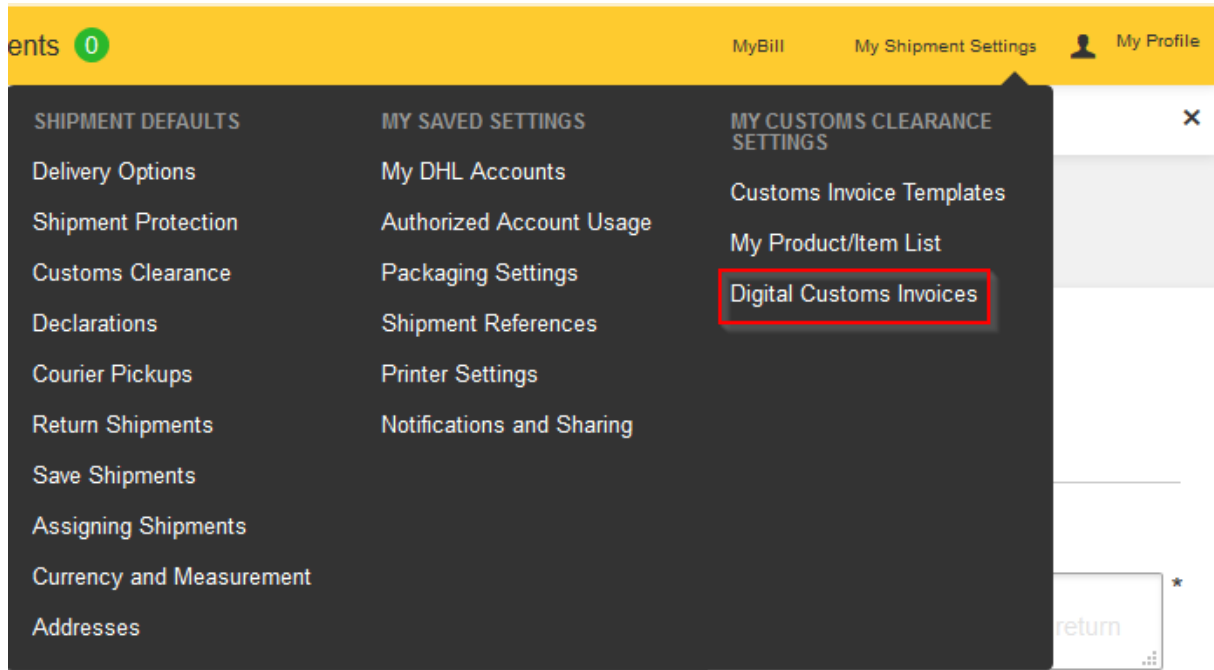 ents 0
MyBill
My Shipment Settings
My Profile
SHIPMENT DEFAULTS
Delivery Options
Shipment Protection
Customs Clearance
Declarations
Courier Pickups
Return Shipments
Save Shipments
Assigning Shipments
Currency and Measurement
Addresses
MY SAVED SETTINGS
My DHL Accounts
Authorized Account Usage
Packaging Settings
Shipment References
Printer Settings
Notifications and Sharing
MY CUSTOMS CLEARANCE
SETTINGS
Customs Invoice Templates
My Product/Item List
Digital Customs Invoices
×
*
return